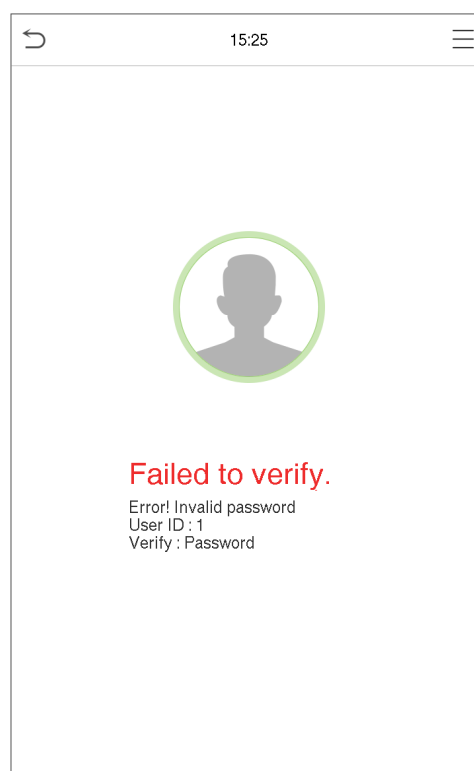 15:25
Failed to verify.
Error! Invalid password
User ID : 1
Verify : Password